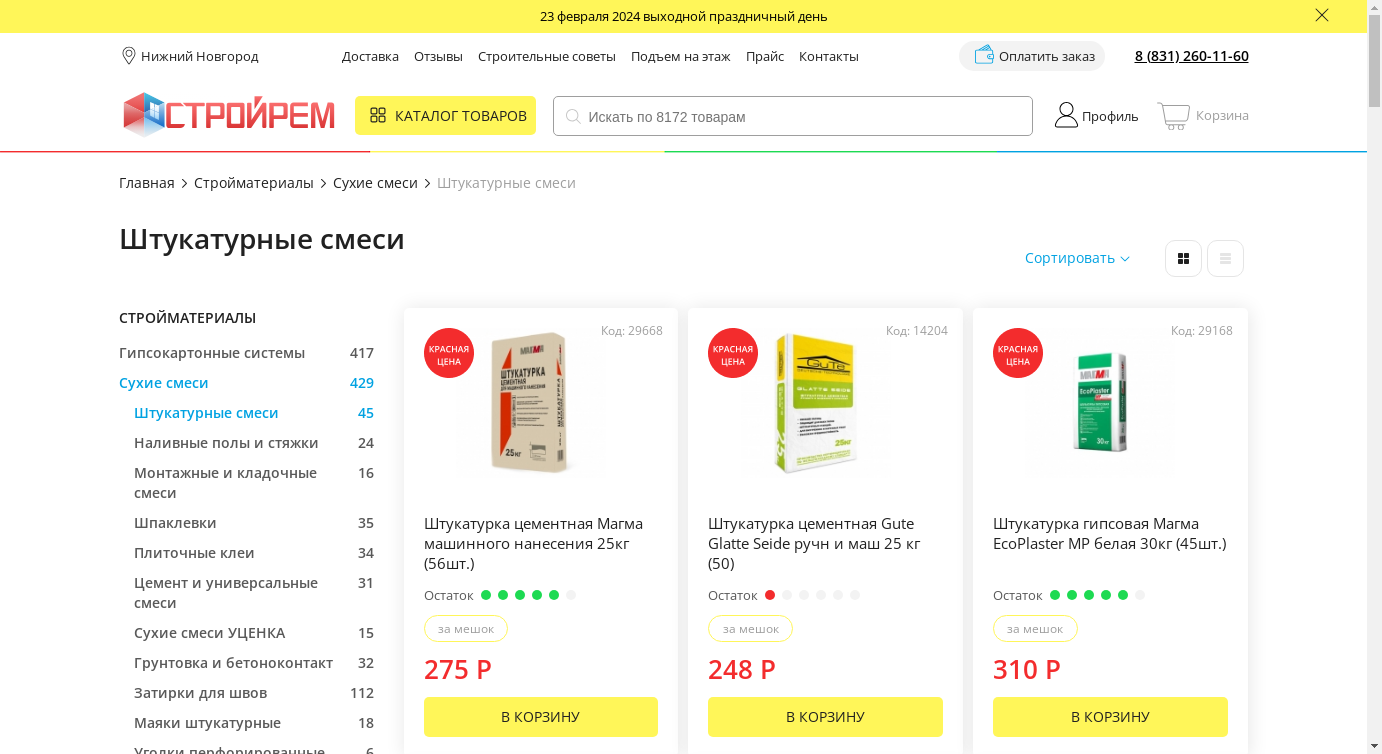 23 февраля 2024 выходной праздничный день
Нижний Новгород
Доставка Отзывы Строительные советы Подъем на этаж Прайс Контакты
Оплатить заказ
8 (831) 260-11-60
СТРОЙРЕМ
КАТАЛОГ ТОВАРОВ
Искать по 8172 товарам
Профиль
Корзина
Главная Стройматериалы Сухие смеси Штукатурные смеси
Штукатурные смеси
Сортировать
СТРОЙМАТЕРИАЛЫ
Гипсокартонные системы 417
Сухие смеси 429
Штукатурные смеси 45
Наливные полы и стяжки 24
Монтажные и кладочные
смеси 16
Шпаклевки 35
Плиточные клеи 34
Цемент и универсальные
смеси 31
Сухие смеси УЦЕНКА 15
Грунтовка и бетоноконтакт 32
Затирки для швов 112
Маяки штукатурные 18
Уголки перфорированные 6
Код: 29668
КРАСНАЯ
ЦЕНА
МАГМА
ШТУКАТУРКА
ЦЕМЕНТНАЯ
25кг
Штукатурка цементная Магма
машинного нанесения 25кг
(56шт.)
Остаток
за мешок
275 Р
В КОРЗИНУ
Код: 14204
КРАСНАЯ
ЦЕНА
GuTe
GLATTE SEIDE
25кг
Штукатурка цементная Gute
Glatte Seide ручн и маш 25 кг
(50)
Остаток
за мешок
248 Р
В КОРЗИНУ
Код: 29168
КРАСНАЯ
ЦЕНА
МАГМА
EcoPlaster
30кг
Штукатурка гипсовая Магма
EcoPlaster МР белая 30кг (45шт.)
Остаток
за мешок
310 Р
В КОРЗИНУ